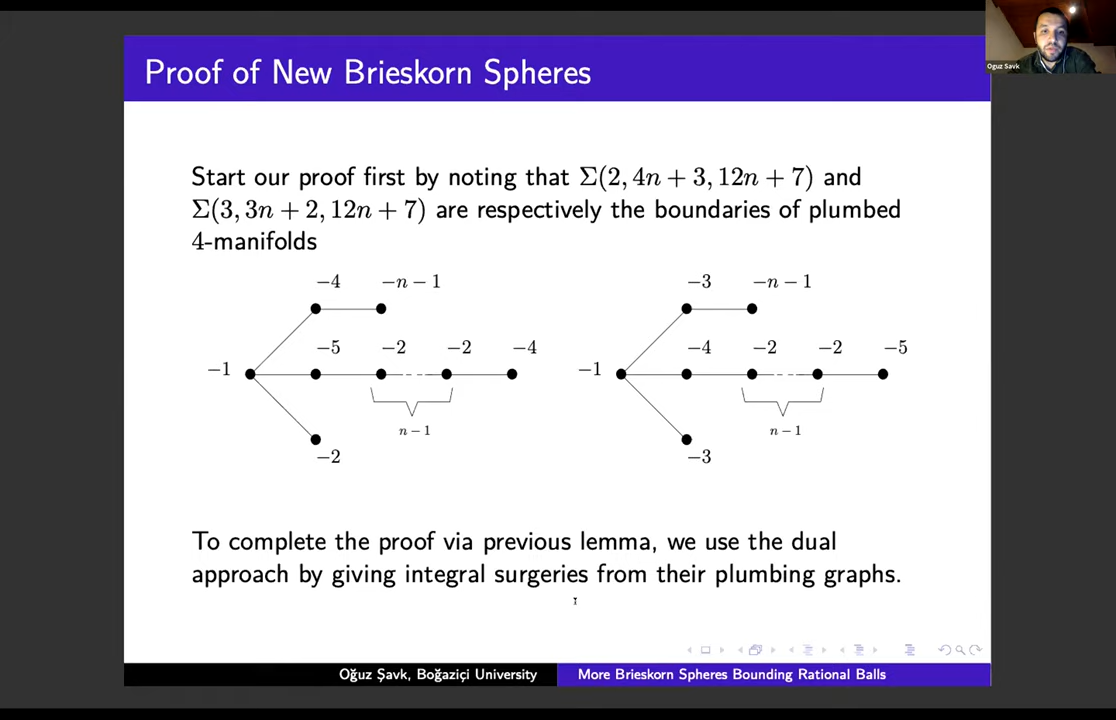 Oguz Savk
Proof of New Brieskorn Spheres
Start our proof first by noting that Σ(2, 4n + 3, 12n + 7) and
Σ(3, 3n + 2, 12n + 7) are respectively the boundaries of plumbed
4-manifolds
−4 −n − 1 −3 −n − 1
−5 −2 −2 −4 −4 −2 −2 −5
−1 −1
n − 1 n − 1
−2 −3
To complete the proof via previous lemma, we use the dual
approach by giving integral surgeries from their plumbing graphs.
Oğuz Şavk, Boğaziçi University More Brieskorn Spheres Bounding Rational Balls